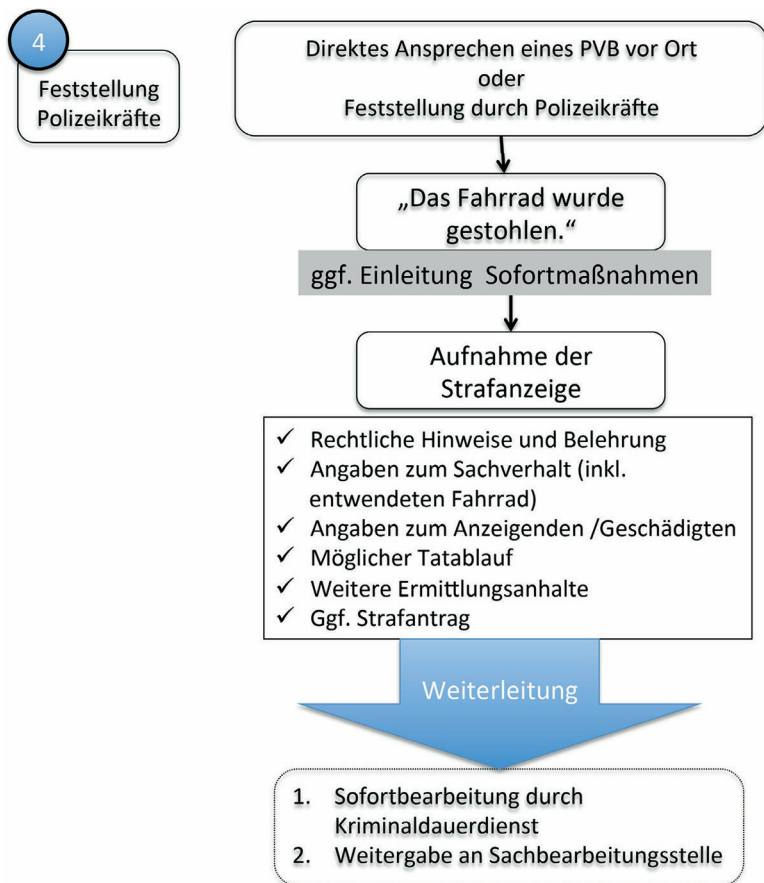 4
Feststellung
Polizeikräfte
Direktes Ansprechen eines PVB vor Ort
oder
Feststellung durch Polizeikräfte
„Das Fahrrad wurde
gestohlen.“
ggf. Einleitung Sofortmaßnahmen
Aufnahme der
Strafanzeige
✓ Rechtliche Hinweise und Belehrung
✓ Angaben zum Sachverhalt (inkl.
entwendeten Fahrrad)
✓ Angaben zum Anzeigenden /Geschädigten
✓ Möglicher Tatablauf
✓ Weitere Ermittlungsanhalte
✓ Ggf. Strafantrag
Weiterleitung
1. Sofortbearbeitung durch
Kriminaldauerdienst
2. Weitergabe an Sachbearbeitungsstelle